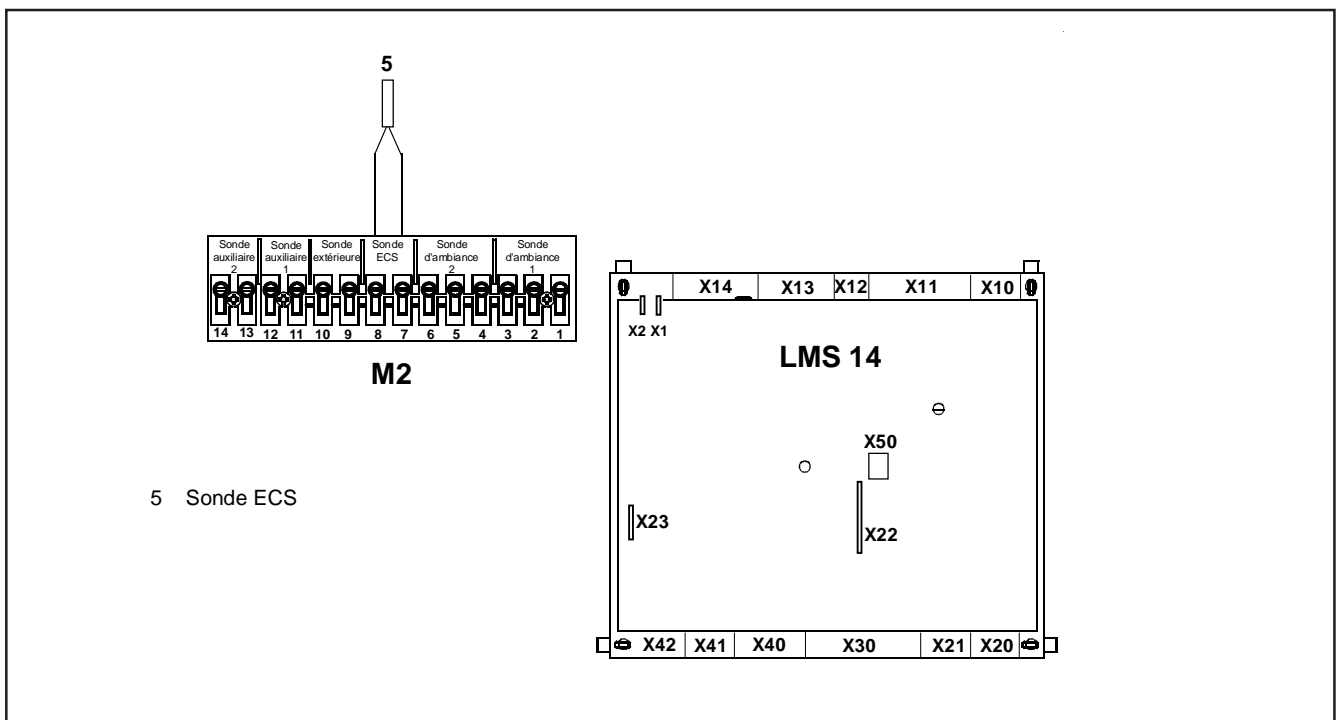 5
Sonde auxiliaire 2
Sonde auxiliaire 1
Sonde extérieure
Sonde ECS
Sonde d'ambiance 2
Sonde d'ambiance 1
14 13 12 11 10 9 8 7 6 5 4 3 2 1
M2
X14 X13 X12 X11 X10
X2 X1
LMS 14
X50
X23
X22
X42 X41 X40 X30 X21 X20
5 Sonde ECS